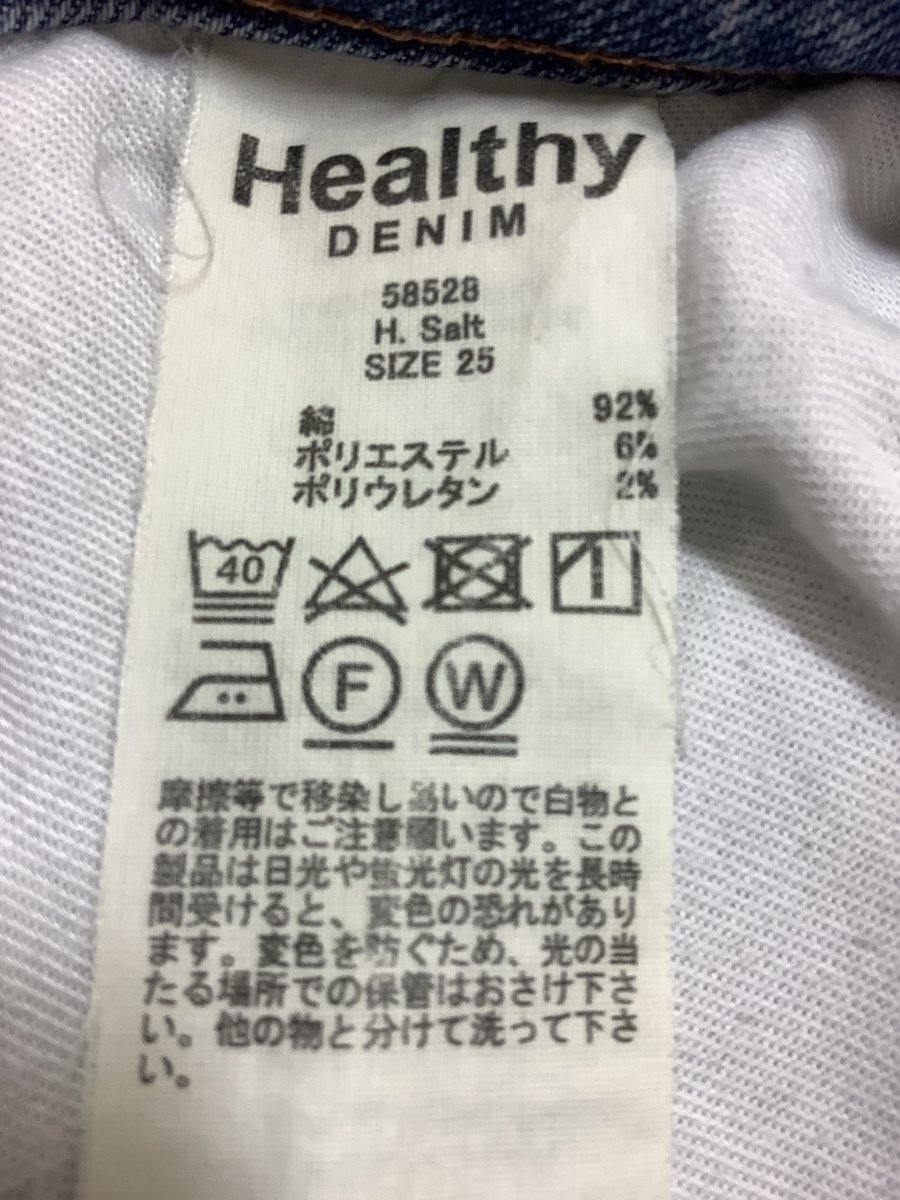 Healthy
DENIM
58528
H. Salt
SIZE 25
綿 92%
ポリエステル 6%
ポリウレタン 2%
40
F W
摩擦等で移染し易いので白物と
の着用はご注意願います。この
製品は日光や蛍光灯の光を長時
間受けると、変色の恐れがあり
ます。変色を防ぐため、光の当
たる場所での保管はおさけ下さ
い。他の物と分けて洗って下さ
い。